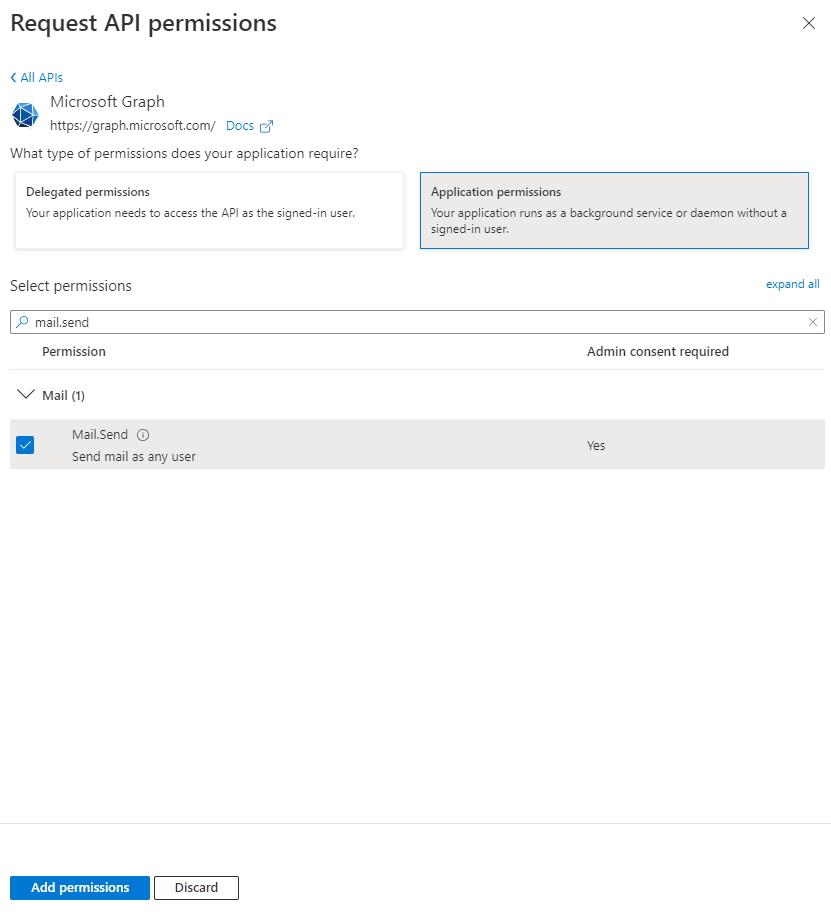 Request API permissions
All APIs
Microsoft Graph
https://graph.microsoft.com/ Docs
What type of permissions does your application require?
Delegated permissions
Your application needs to access the API as the signed-in user.
Application permissions
Your application runs as a background service or daemon without a
signed-in user.
Select permissions
expand all
mail.send
Permission Admin consent required
Mail (1)
Mail.Send
Send mail as any user
Yes
Add permissions Discard